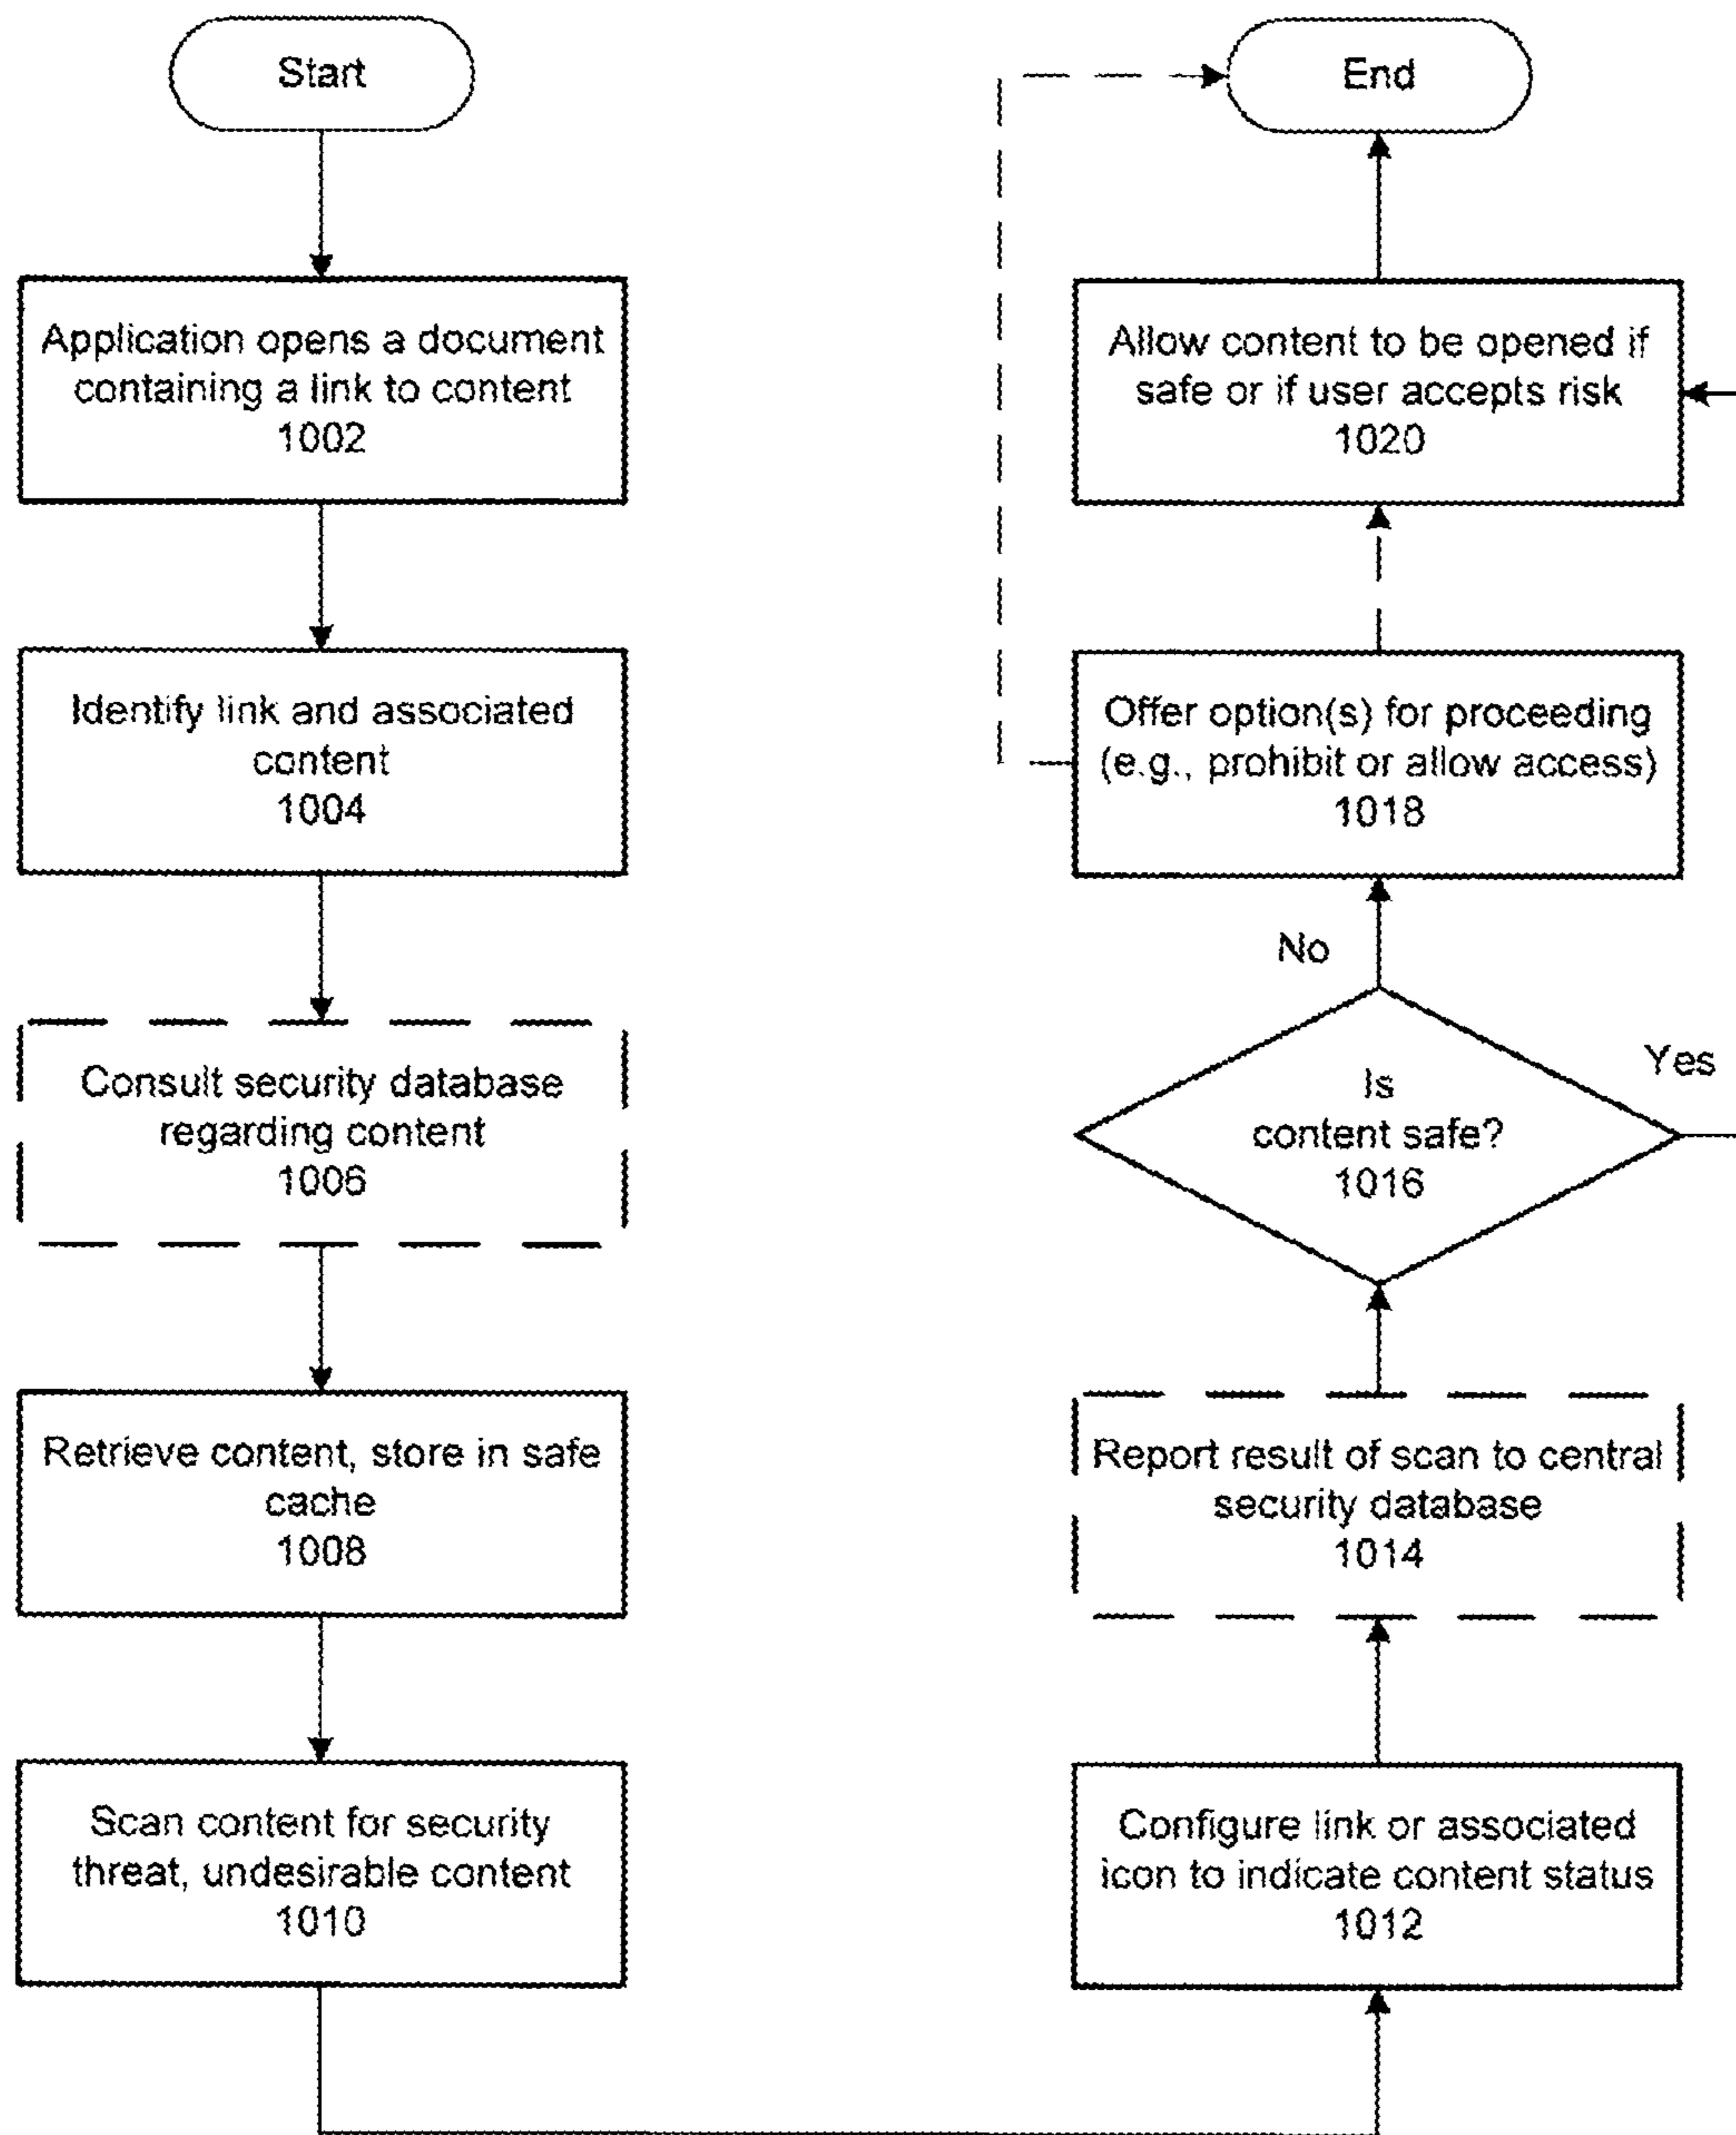 Start
Application opens a document
containing a link to content
1002
Identify link and associated
content
1004
Consult security database
regarding content
1006
Retrieve content, store in safe
cache
1008
Scan content for security
threat, undesirable content
1010
End
Allow content to be opened if
safe or if user accepts risk
1020
Offer option(s) for proceeding
(e.g., prohibit or allow access)
1018
No
Yes
Is
content safe?
1016
Report result of scan to central
security database
1014
Configure link or associated
icon to indicate content status
1012